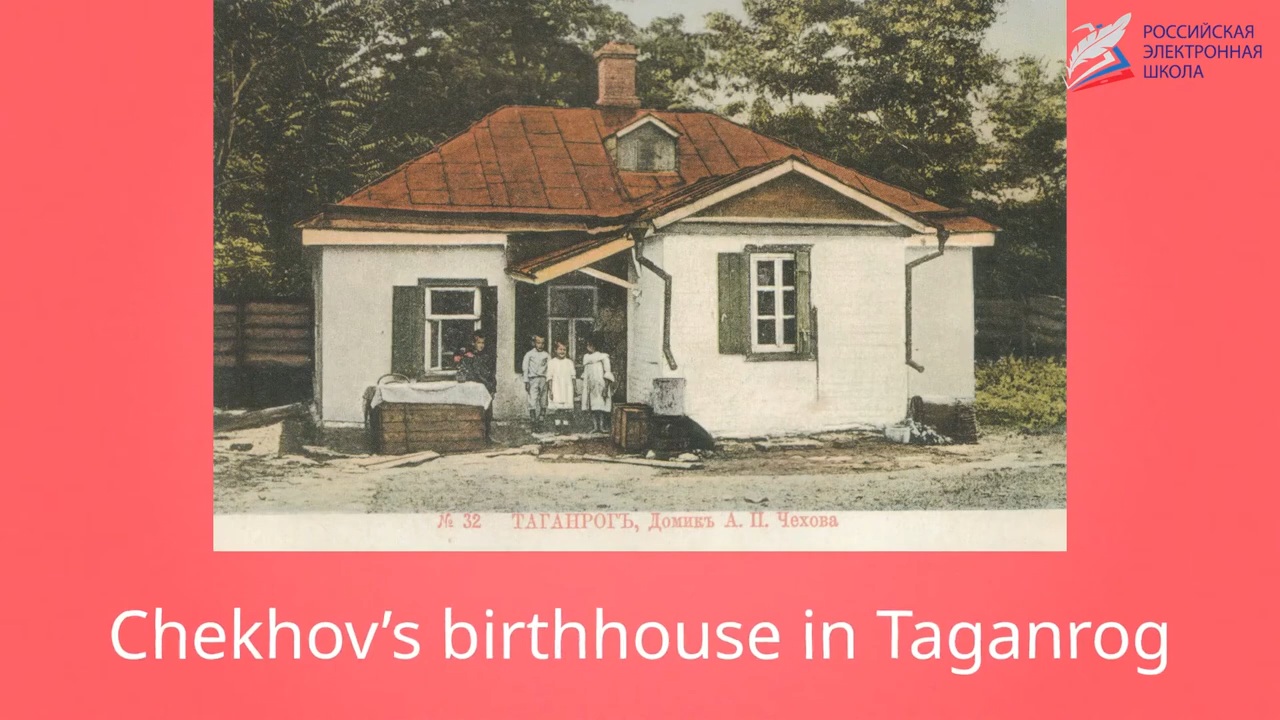 РОССИЙСКАЯ
ЭЛЕКТРОННАЯ
ШКОЛА
№ 32 ТАГАНРОГЪ, Домикъ А. П. Чехова
Chekhov’s birthhouse in Taganrog